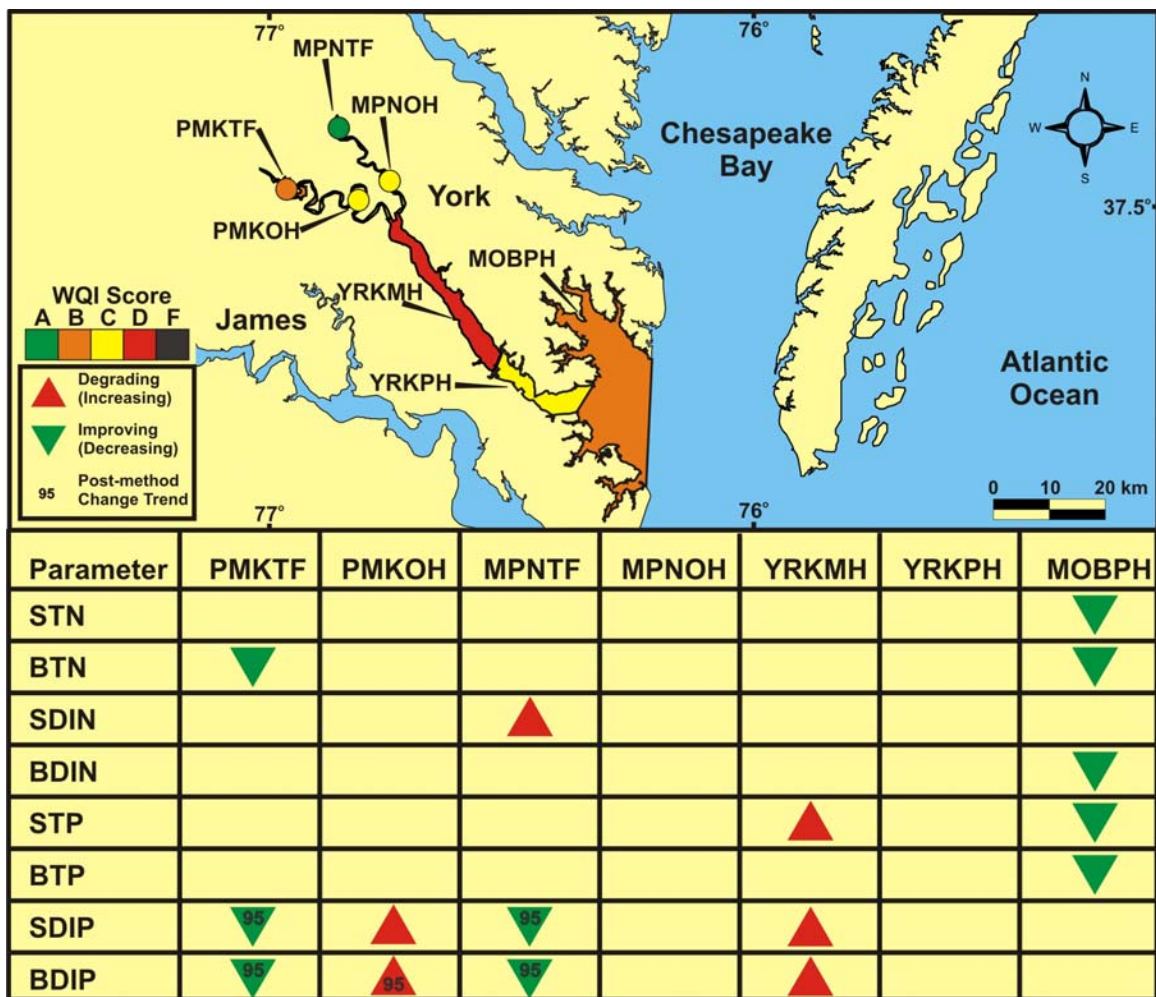 77° 76°
MPNTF
MPNOH
PMKTF
Chesapeake
Bay
N
W E
S
York
37.5°
PMKOH
MOBPH
WQI Score
A B C D F
YRKMH
James
Atlantic
Ocean
YRKPH
Degrading
(Increasing)
Improving
(Decreasing)
95 Post-method
Change Trend
0 10 20 km
77° 76°
Parameter PMKTF PMKOH MPNTF MPNOH YRKMH YRKPH MOBPH
STN
BTN
SDIN
BDIN
STP
BTP
SDIP 95 95
BDIP 95 95 95